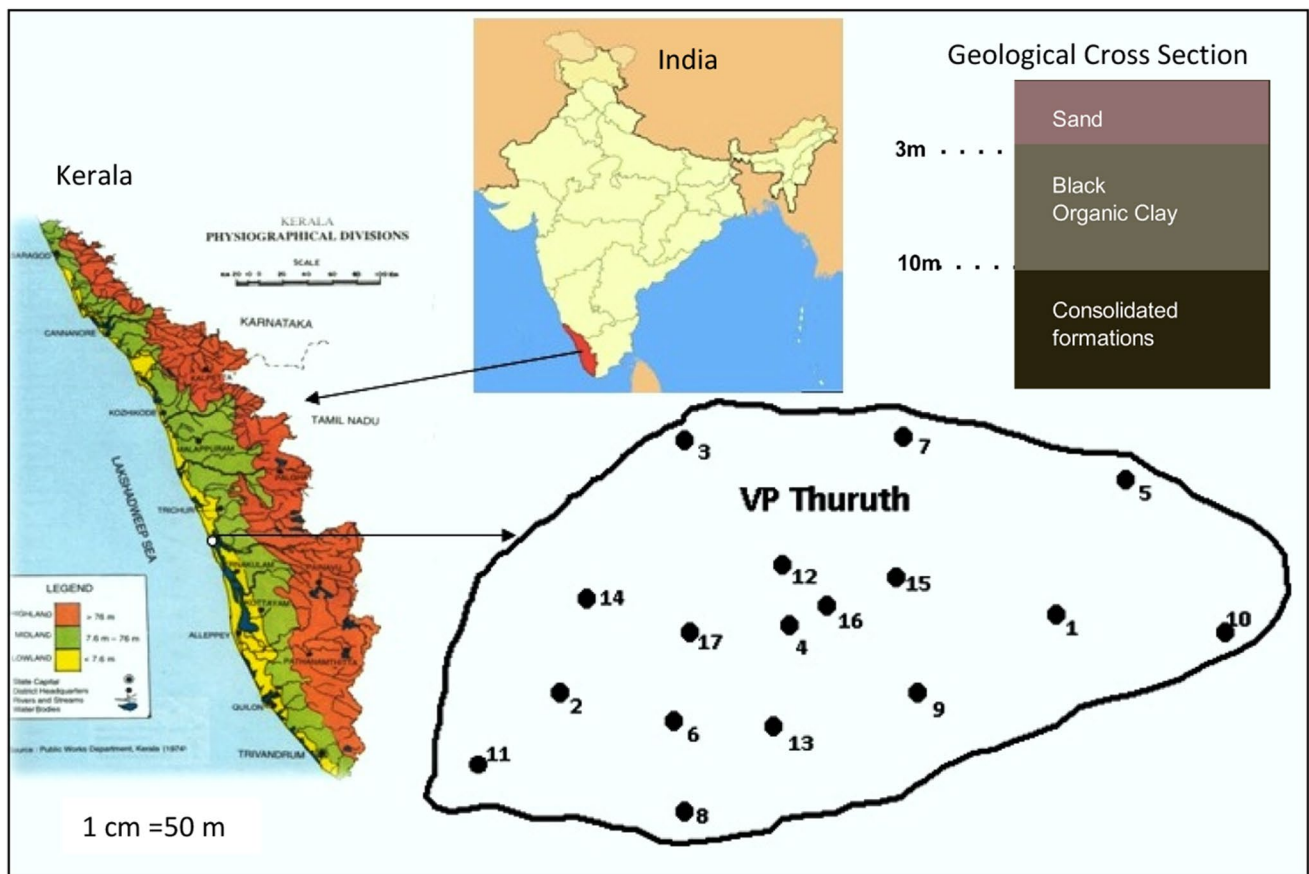 India
Geological Cross Section
Sand
3m . . . . .
Black
Organic Clay
10m . . . . .
Consolidated
formations
Kerala
KERALA
PHYSIOGRAPHICAL DIVISIONS
SCALE
KARNATAKA
CANNANORE
KALPETTA
KOZHIKODE
TAMIL NADU
MALAPPURAM
LAKSHADWEEP SEA
TRICHUR
PAINAVU
KOTTAYAM
ALLEPPEY
PATHANAMTHITTA
QUILON
TRIVANDRUM
LEGEND
HIGHLAND > 76 m
MIDLAND 7.6 m – 76 m
LOWLAND < 7.6 m
State Capital
District Headquarters
Rivers and Streams
Water Bodies
Source : Public Works Department, Kerala (1974)
1 cm =50 m
VP Thuruth
3
7
5
12
15
14
16
1
10
17
4
2
9
6
13
11
8